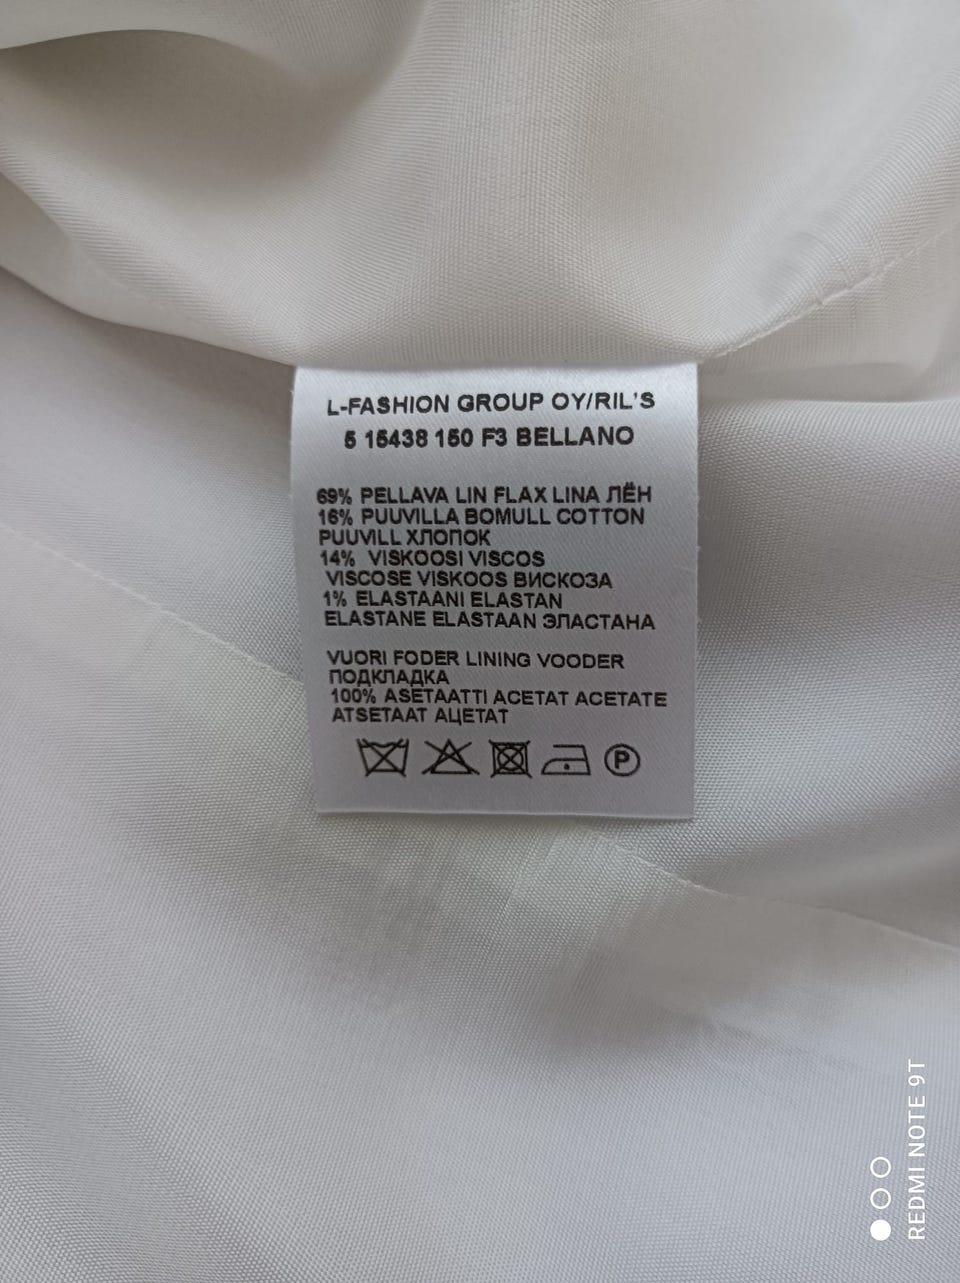 L-FASHION GROUP OY/RIL'S
5 15438 150 F3 BELLANO
69% PELLAVA LIN FLAX LINA ЛЁН
16% PUUVILLA BOMULL COTTON
PUUVILL ХЛОПОК
14% VISKOOSI VISCOS
VISCOSE VISKOOS ВИСКОЗА
1% ELASTAANI ELASTAN
ELASTANE ELASTAAN ЭЛАСТАНА
VUORI FODER LINING VOODER
ПОДКЛАДКА
100% ASETAATTI ACETAT ACETATE
ATSETAAT АЦЕТАТ
P
REDMI NOTE 9T